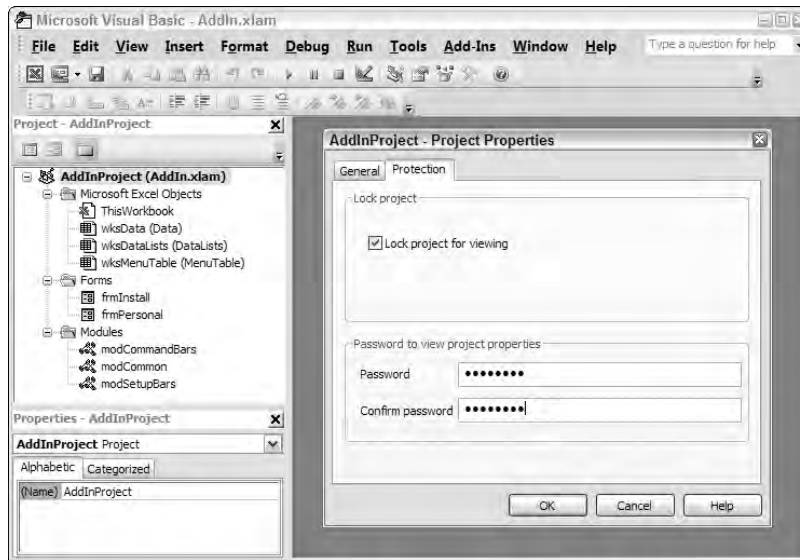 Microsoft Visual Basic - AddIn.xlam
File Edit View Insert Format Debug Run Tools Add-Ins Window Help
Type a question for help
Project - AddInProject
AddInProject (AddIn.xlam)
Microsoft Excel Objects
ThisWorkbook
wksData (Data)
wksDataLists (DataLists)
wksMenuTable (MenuTable)
Forms
frmInstall
frmPersonal
Modules
modCommandBars
modCommon
modSetupBars
Properties - AddInProject
AddInProject Project
Alphabetic Categorized
(Name) AddInProject
AddInProject - Project Properties
General Protection
Lock project
Lock project for viewing
Password to view project properties
Password ••••••••
Confirm password ••••••••
OK Cancel Help